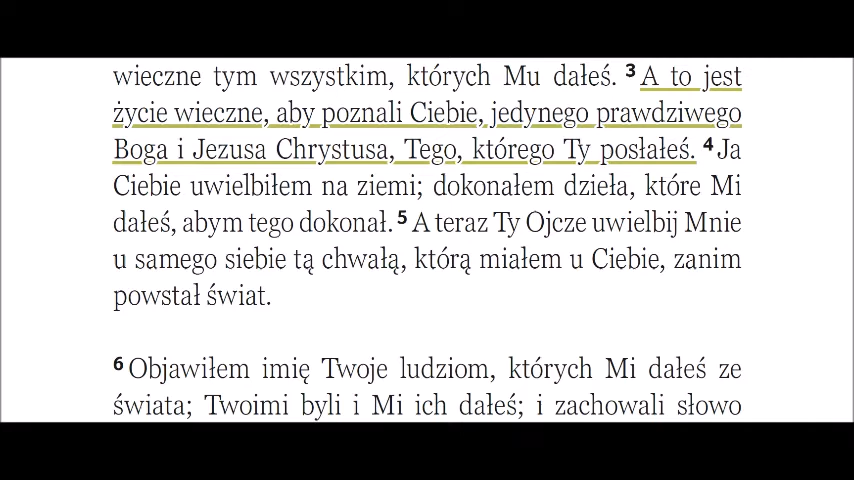 wieczne tym wszystkim, których Mu dałeś. 3 A to jest
życie wieczne, aby poznali Ciebie, jedynego prawdziwego
Boga i Jezusa Chrystusa, Tego, którego Ty posłałeś. 4 Ja
Ciebie uwielbiłem na ziemi; dokonałem dzieła, które Mi
dałeś, abym tego dokonał. 5 A teraz Ty Ojcze uwielbij Mnie
u samego siebie tą chwałą, którą miałem u Ciebie, zanim
powstał świat.
6 Objawiłem imię Twoje ludziom, których Mi dałeś ze
świata; Twoimi byli i Mi ich dałeś; i zachowali słowo